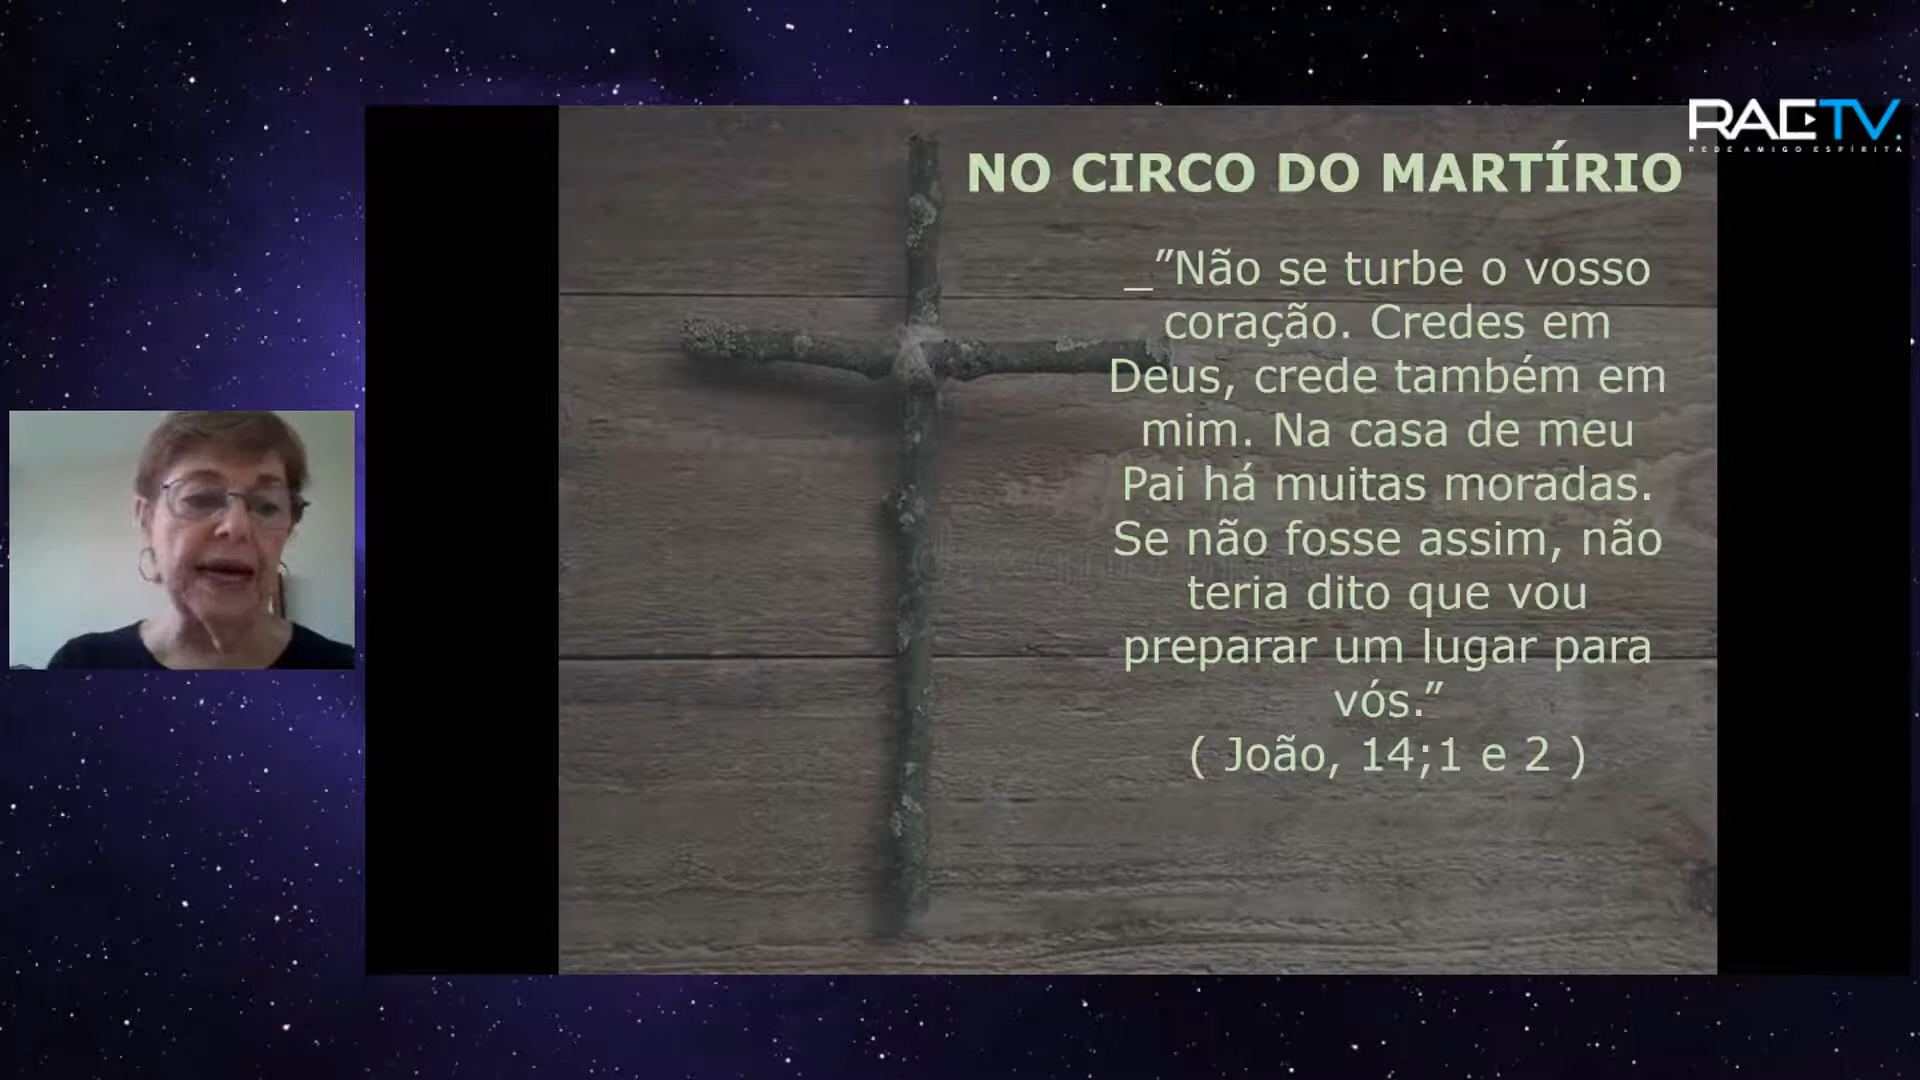 RAETV.
REDE AMIGO ESPÍRITA
NO CIRCO DO MARTÍRIO
_”Não se turbe o vosso
coração. Credes em
Deus, crede também em
mim. Na casa de meu
Pai há muitas moradas.
Se não fosse assim, não
teria dito que vou
preparar um lugar para
vós.”
( João, 14;1 e 2 )